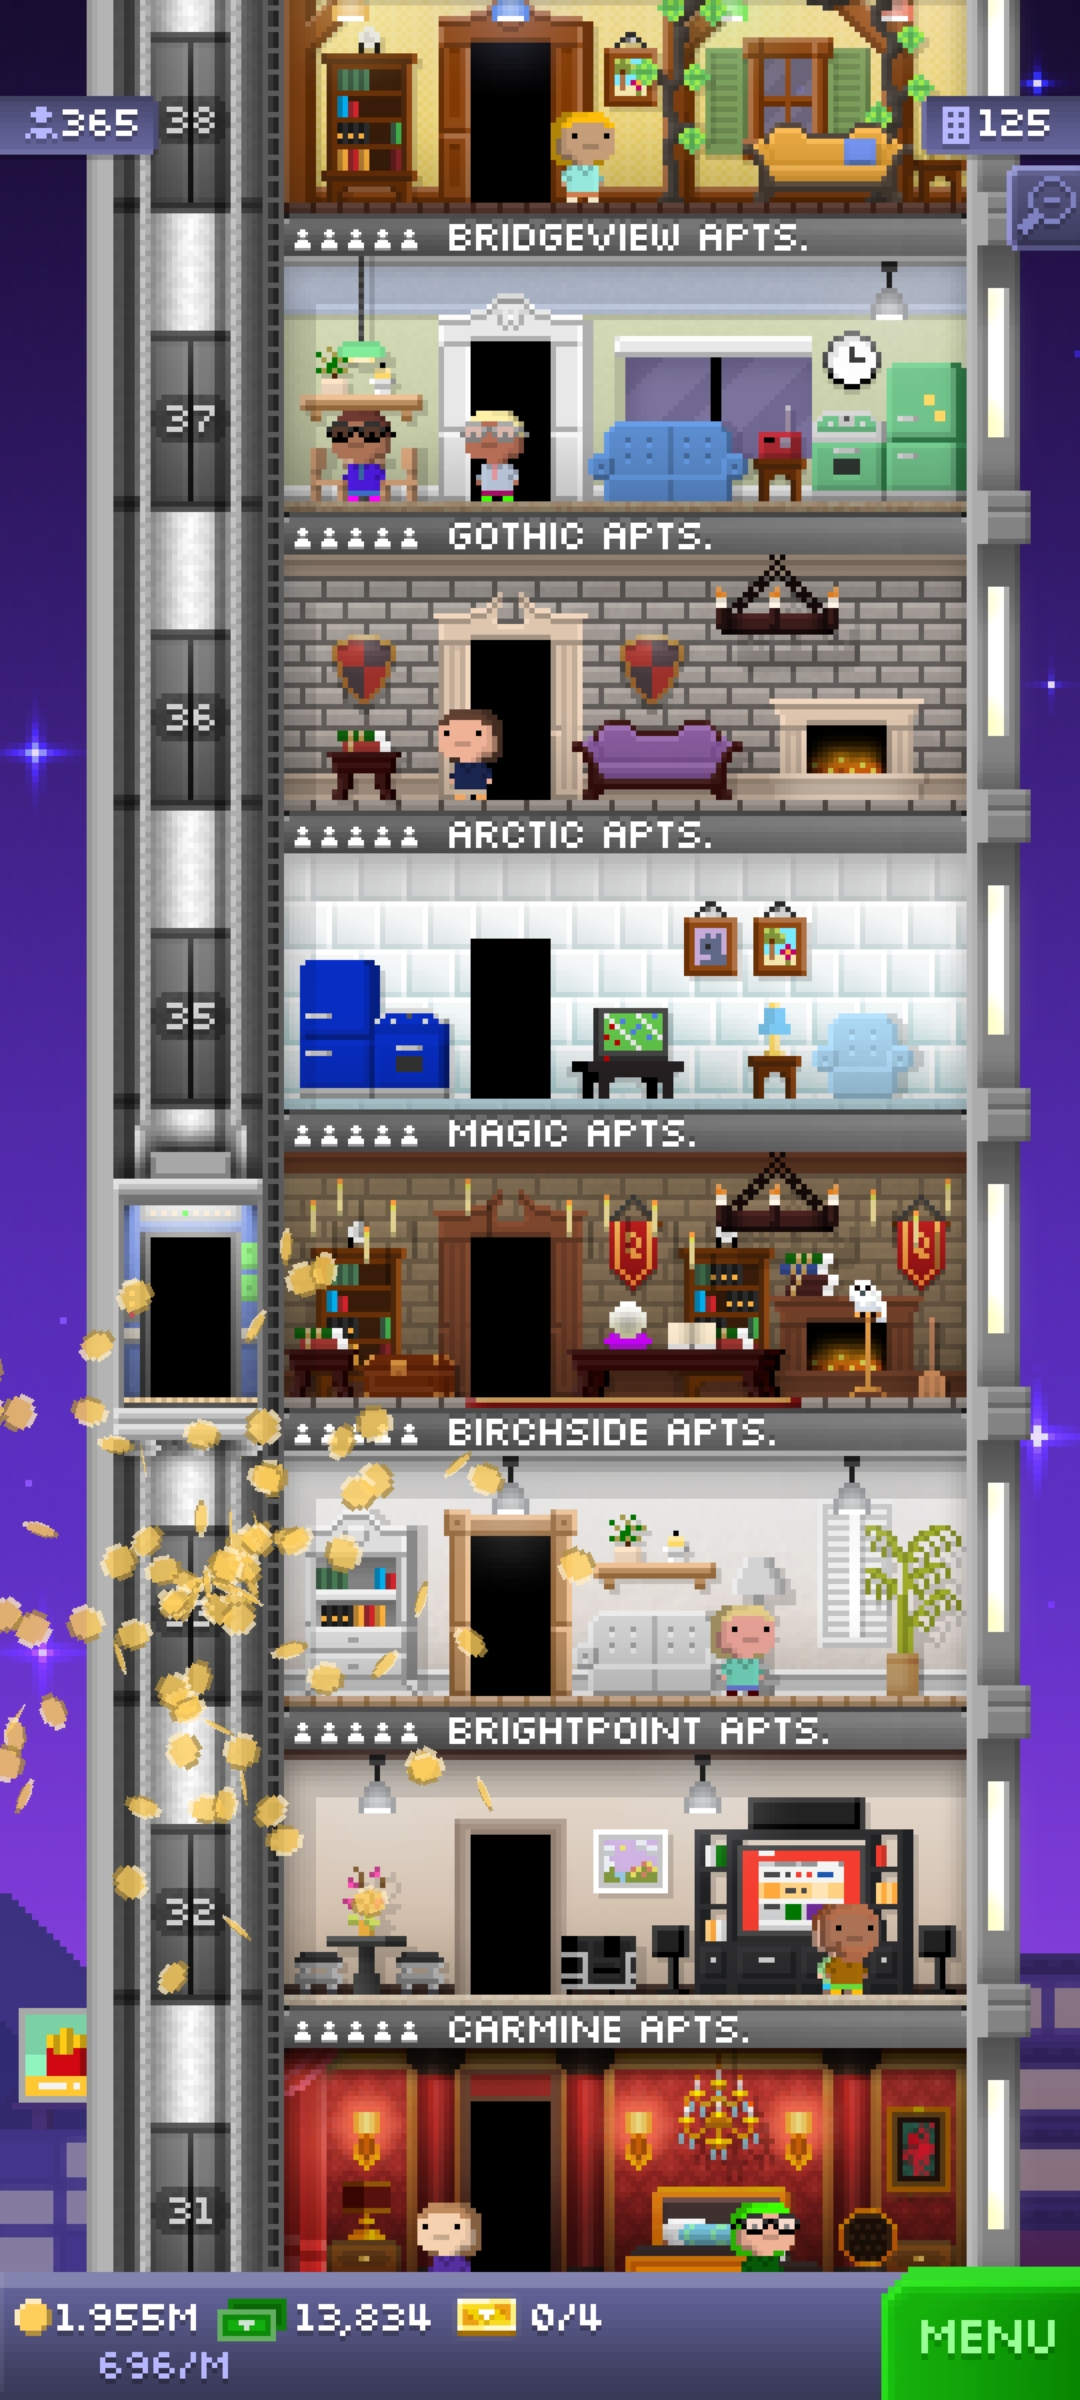 38
365
125
BRIDGEVIEW APTS.
37
GOTHIC APTS.
36
ARCTIC APTS.
35
MAGIC APTS.
BIRCHSIDE APTS.
BRIGHTPOINT APTS.
32
CARMINE APTS.
31
1.955M 13,834 0/4
696/M
MENU